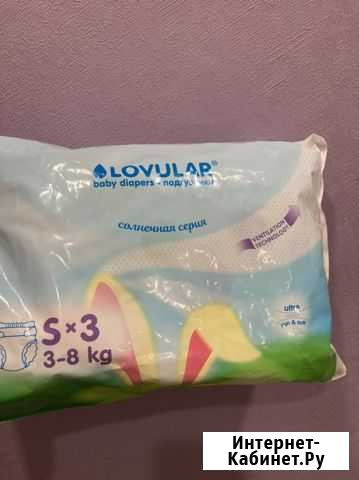 LOVULAR
baby diapers • подгузники
солнечная серия
VENTILATION
TECHNOLOGY
S×3
3-8 kg
ultra
Интернет-
Кабинет.Ру